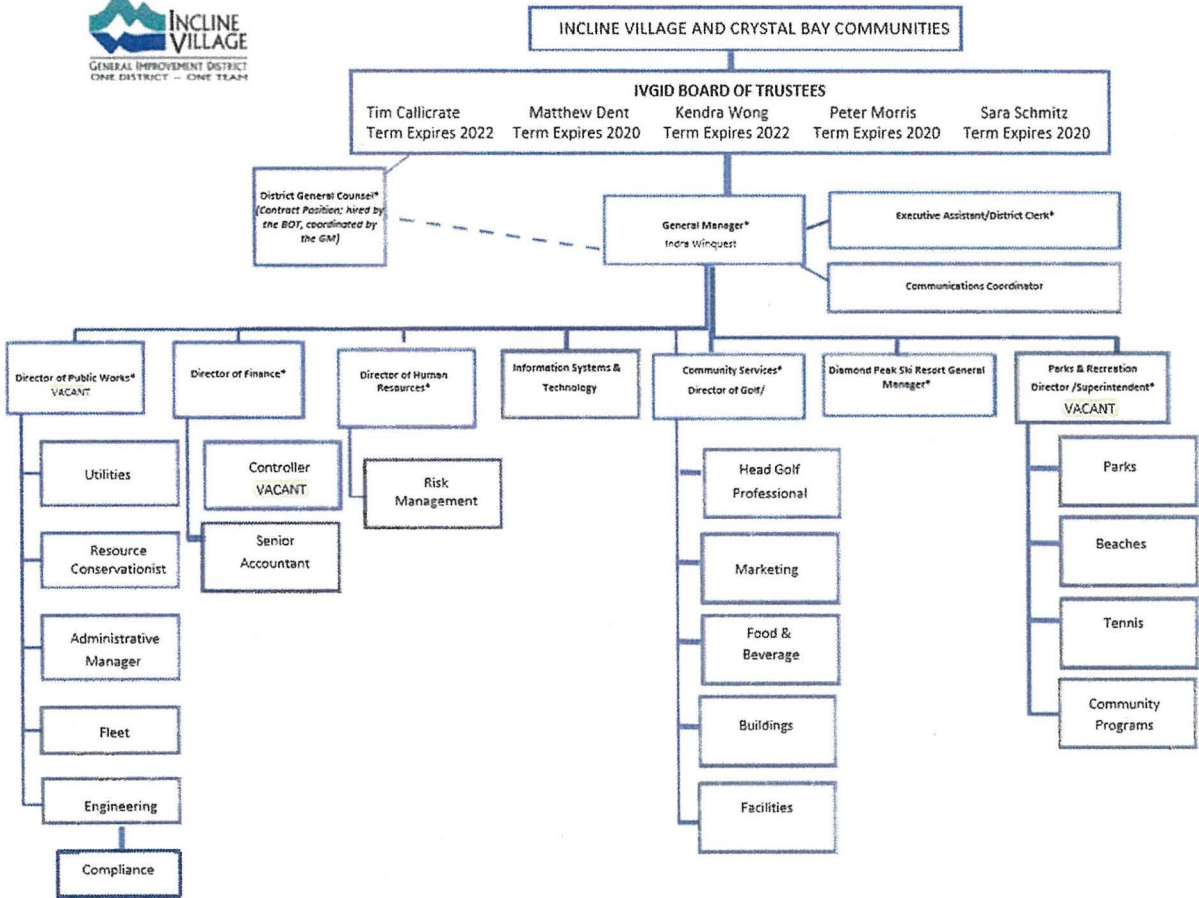 INCLINE
VILLAGE
GENERAL IMPROVEMENT DISTRICT
ONE DISTRICT – ONE TEAM
INCLINE VILLAGE AND CRYSTAL BAY COMMUNITIES
IVGID BOARD OF TRUSTEES
Tim Callicrate Matthew Dent Kendra Wong Peter Morris Sara Schmitz
Term Expires 2022 Term Expires 2020 Term Expires 2022 Term Expires 2020 Term Expires 2020
District General Counsel*
(Contract Position; hired by
the BOT, coordinated by
the GM)
General Manager*
Indra Winquest
Executive Assistant/District Clerk*
Communications Coordinator
Director of Public Works*
VACANT
Director of Finance*
Director of Human
Resources*
Information Systems &
Technology
Community Services*
Director of Golf/
Diamond Peak Ski Resort General
Manager*
Parks & Recreation
Director /Superintendent*
VACANT
Utilities
Resource
Conservationist
Administrative
Manager
Fleet
Engineering
Compliance
Controller
VACANT
Senior
Accountant
Risk
Management
Head Golf
Professional
Marketing
Food &
Beverage
Buildings
Facilities
Parks
Beaches
Tennis
Community
Programs